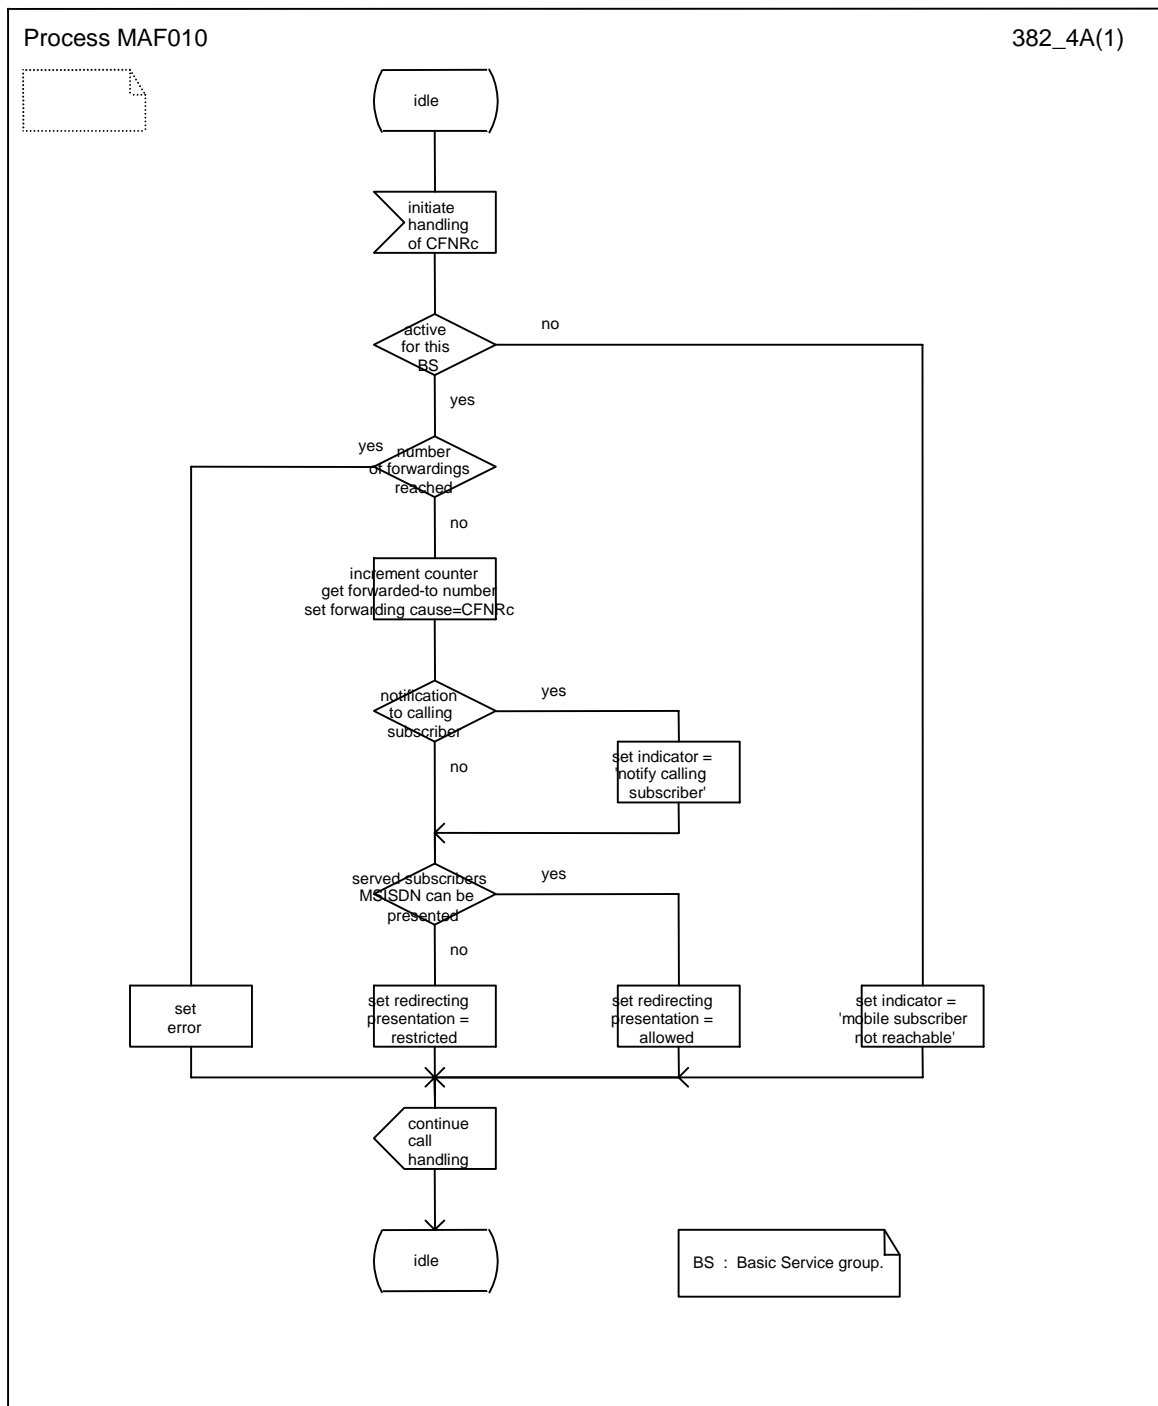 Process MAF010
382_4A(1)
idle
initiate
handling
of CFNRc
active
for this
BS
no
yes
number
of forwardings
reached
yes
no
increment counter
get forwarded-to number
set forwarding cause=CFNRc
notification
to calling
subscriber
yes
no
set indicator =
'notify calling
subscriber'
served subscribers
MSISDN can be
presented
yes
no
set
error
set redirecting
presentation =
restricted
set redirecting
presentation =
allowed
set indicator =
'mobile subscriber
not reachable'
continue
call
handling
idle
BS : Basic Service group.